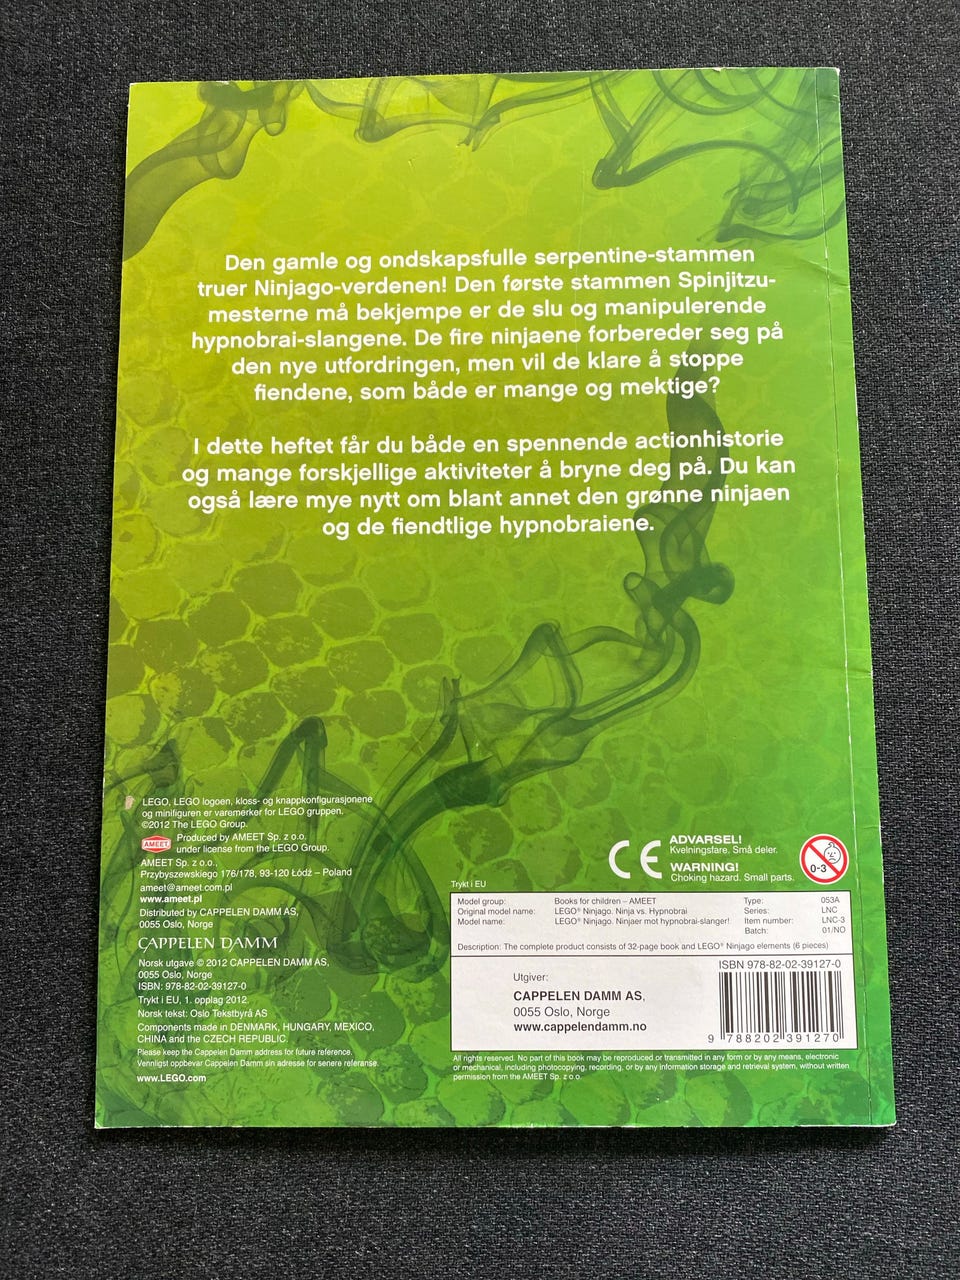 Den gamle og ondskapsfulle serpentine-stammen
truer Ninjago-verdenen! Den første stammen Spinjitzu-
mesterne må bekjempe er de slu og manipulerende
hypnobrai-slangene. De fire ninjaene forbereder seg på
den nye utfordringen, men vil de klare å stoppe
fiendene, som både er mange og mektige?
I dette heftet får du både en spennende actionhistorie
og mange forskjellige aktiviteter å bryne deg på. Du kan
også lære mye nytt om blant annet den grønne ninjaen
og de fiendtlige hypnobraiene.
LEGO, LEGO logoen, kloss- og knappkonfigurasjonene
og minifiguren er varemerker for LEGO gruppen.
©2012 The LEGO Group.
AMEET
Produced by AMEET Sp. z o.o.
under license from the LEGO Group.
AMEET Sp. z o.o.,
Przybyszewskiego 176/178, 93-120 Łódź – Poland
ameet@ameet.com.pl
www.ameet.pl
Distributed by CAPPELEN DAMM AS,
0055 Oslo, Norge
CAPPELEN DAMM
Norsk utgave © 2012 CAPPELEN DAMM AS,
0055 Oslo, Norge
ISBN: 978-82-02-39127-0
Trykt i EU, 1. opplag 2012.
Norsk tekst: Oslo Tekstbyrå AS
Components made in DENMARK, HUNGARY, MEXICO,
CHINA and the CZECH REPUBLIC.
Please keep the Cappelen Damm address for future reference.
Vennligst oppbevar Cappelen Damm sin adresse for senere referanse.
www.LEGO.com
CE
ADVARSEL!
Kvelningsfare. Små deler.
WARNING!
Choking hazard. Small parts.
0-3
Trykt i EU
Model group: Books for children – AMEET Type: 053A
Original model name: LEGO® Ninjago. Ninja vs. Hypnobrai Series: LNC
Model name: LEGO® Ninjago. Ninjaer mot hypnobrai-slanger! Item number: LNC-3
Batch: 01/NO
Description: The complete product consists of 32-page book and LEGO® Ninjago elements (6 pieces)
Utgiver:
CAPPELEN DAMM AS,
0055 Oslo, Norge
www.cappelendamm.no
ISBN 978-82-02-39127-0
9 788202 391270
All rights reserved. No part of this book may be reproduced or transmitted in any form or by any means, electronic
or mechanical, including photocopying, recording, or by any information storage and retrieval system, without written
permission from the AMEET Sp. z o.o.